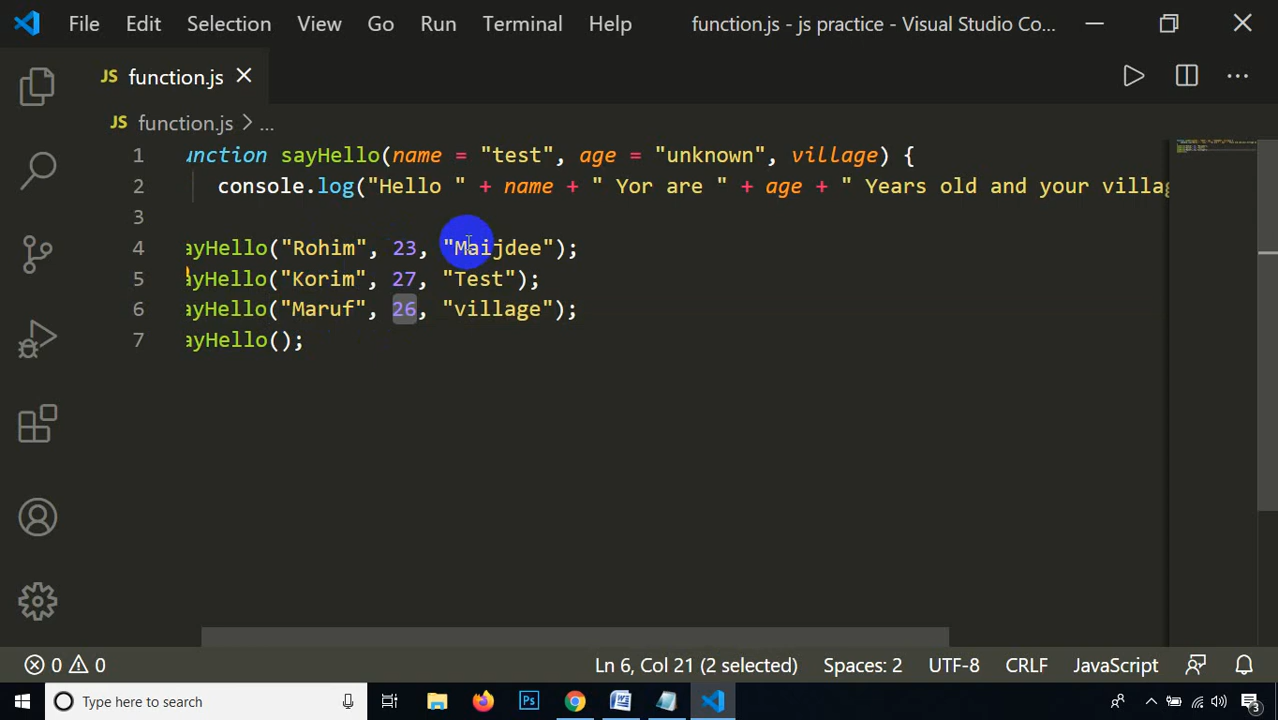 File Edit Selection View Go Run Terminal Help function.js - js practice - Visual Studio Co...
JS function.js
JS function.js > ...
1 unction sayHello(name = "test", age = "unknown", village) {
2 console.log("Hello " + name + " Yor are " + age + " Years old and your villag
3
4 ayHello("Rohim", 23, "Maijdee");
5 ayHello("Korim", 27, "Test");
6 ayHello("Maruf", 26, "village");
7 ayHello();
0 0 Ln 6, Col 21 (2 selected) Spaces: 2 UTF-8 CRLF JavaScript
Type here to search Ps 3